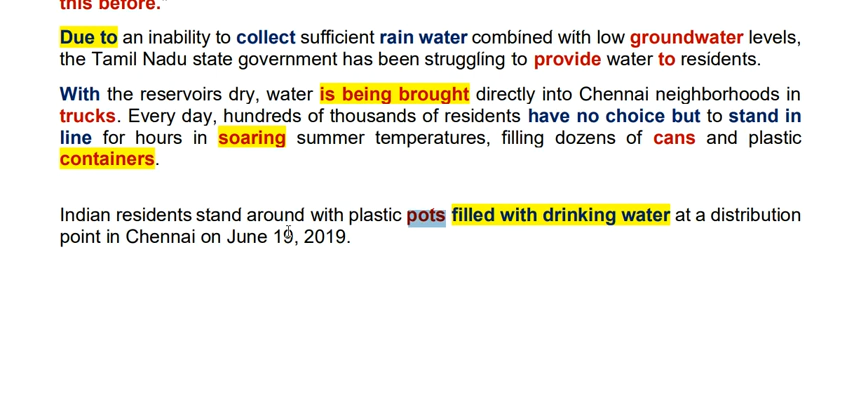 this before."
Due to an inability to collect sufficient rain water combined with low groundwater levels,
the Tamil Nadu state government has been struggling to provide water to residents.
With the reservoirs dry, water is being brought directly into Chennai neighborhoods in
trucks. Every day, hundreds of thousands of residents have no choice but to stand in
line for hours in soaring summer temperatures, filling dozens of cans and plastic
containers.
Indian residents stand around with plastic pots filled with drinking water at a distribution
point in Chennai on June 19, 2019.